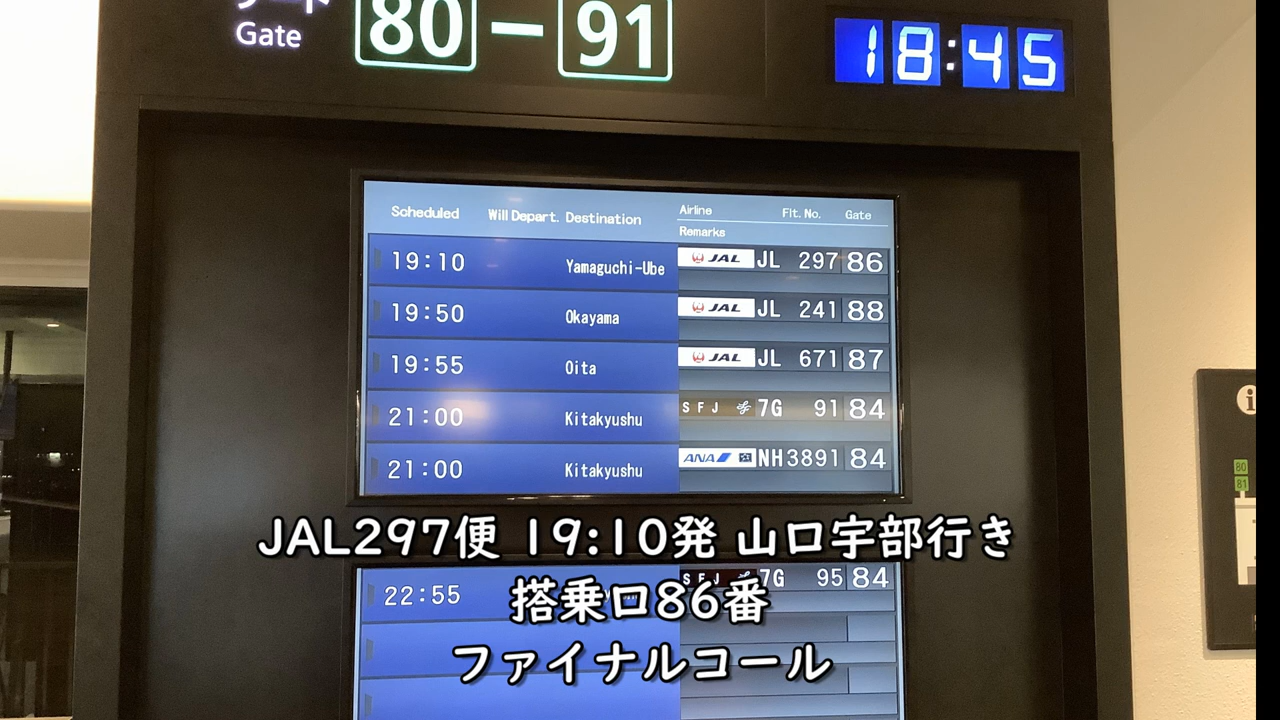 Gate
80 - 91
18:45
Scheduled Will Depart. Destination Airline Flt. No. Gate
Remarks
19:10 Yamaguchi-Ube JAL JL 297 86
19:50 Okayama JAL JL 241 88
19:55 Oita JAL JL 671 87
21:00 Kitakyushu SFJ 7G 91 84
21:00 Kitakyushu ANA NH3891 84
JAL297便 19:10発 山口宇部行き
22:55 SFJ 7G 95 84
搭乗口86番
ファイナルコール
i
80
81